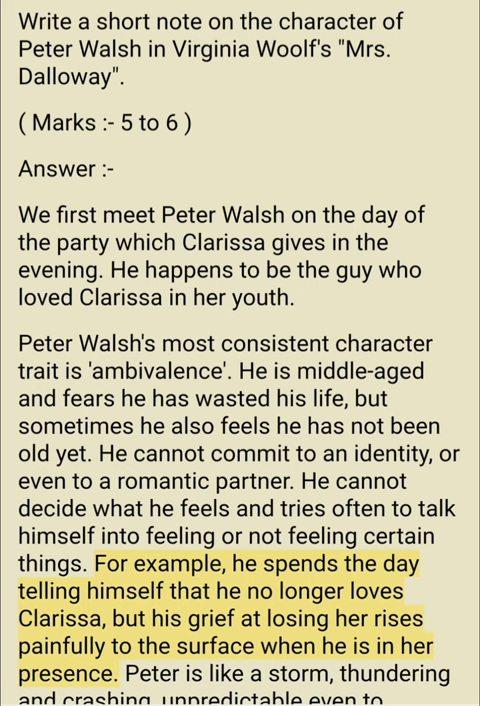 Write a short note on the character of
Peter Walsh in Virginia Woolf's "Mrs.
Dalloway".
( Marks :- 5 to 6 )
Answer :-
We first meet Peter Walsh on the day of
the party which Clarissa gives in the
evening. He happens to be the guy who
loved Clarissa in her youth.
Peter Walsh's most consistent character
trait is 'ambivalence'. He is middle-aged
and fears he has wasted his life, but
sometimes he also feels he has not been
old yet. He cannot commit to an identity, or
even to a romantic partner. He cannot
decide what he feels and tries often to talk
himself into feeling or not feeling certain
things. For example, he spends the day
telling himself that he no longer loves
Clarissa, but his grief at losing her rises
painfully to the surface when he is in her
presence. Peter is like a storm, thundering
and crashing, unpredictable even to